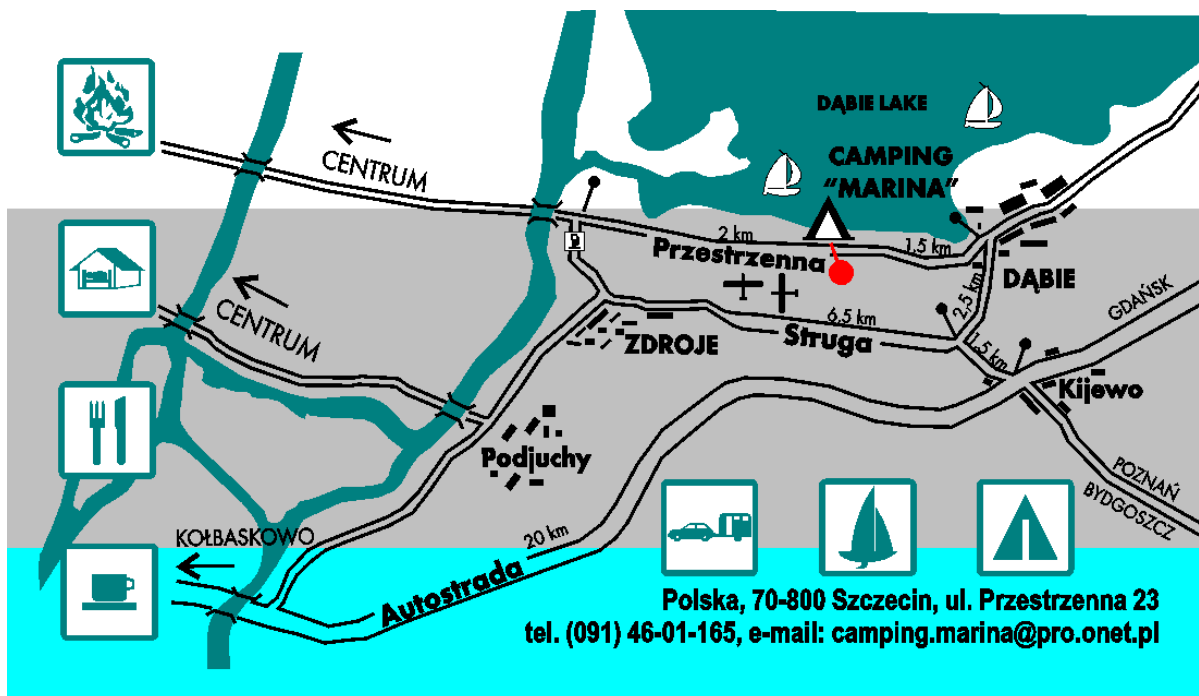 DĄBIE LAKE
CAMPING
"MARINA"
CENTRUM
2 km
1,5 km
Przestrzenna
DĄBIE
2,5 km
GDAŃSK
CENTRUM
6,5 km
Struga
ZDROJE
1,5 km
Kijewo
Podjuchy
POZNAŃ
BYDGOSZCZ
KOŁBASKOWO
20 km
Autostrada
Polska, 70-800 Szczecin, ul. Przestrzenna 23
tel. (091) 46-01-165, e-mail: camping.marina@pro.onet.pl